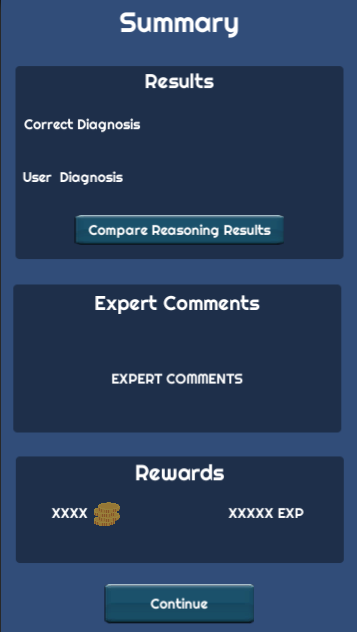 Summary
Results
Correct Diagnosis
User Diagnosis
Compare Reasoning Results
Expert Comments
EXPERT COMMENTS
Rewards
XXXX XXXXX EXP
Continue